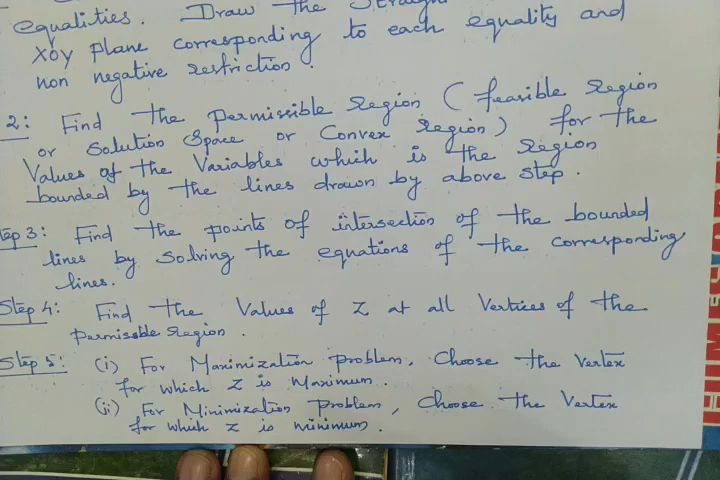 equalities. Draw the Straigh
xoy plane corresponding to each equality and
non negative restriction.
2: Find the permissible region (feasible region
or Solution Space or Convex region) for the
Values of the Variables which is the region
bounded by the lines drawn by above step.
tep 3: Find the points of intersection of the bounded
lines by solving the equations of the corresponding
lines.
Step 4: Find the Values of Z at all Vertices of the
permissable region.
Step 5: (i) For Maximization problem, Choose the Vertex
for which Z is Maximum.
(ii) For Minimization Problem, choose the Vertex
for which Z is minimum.